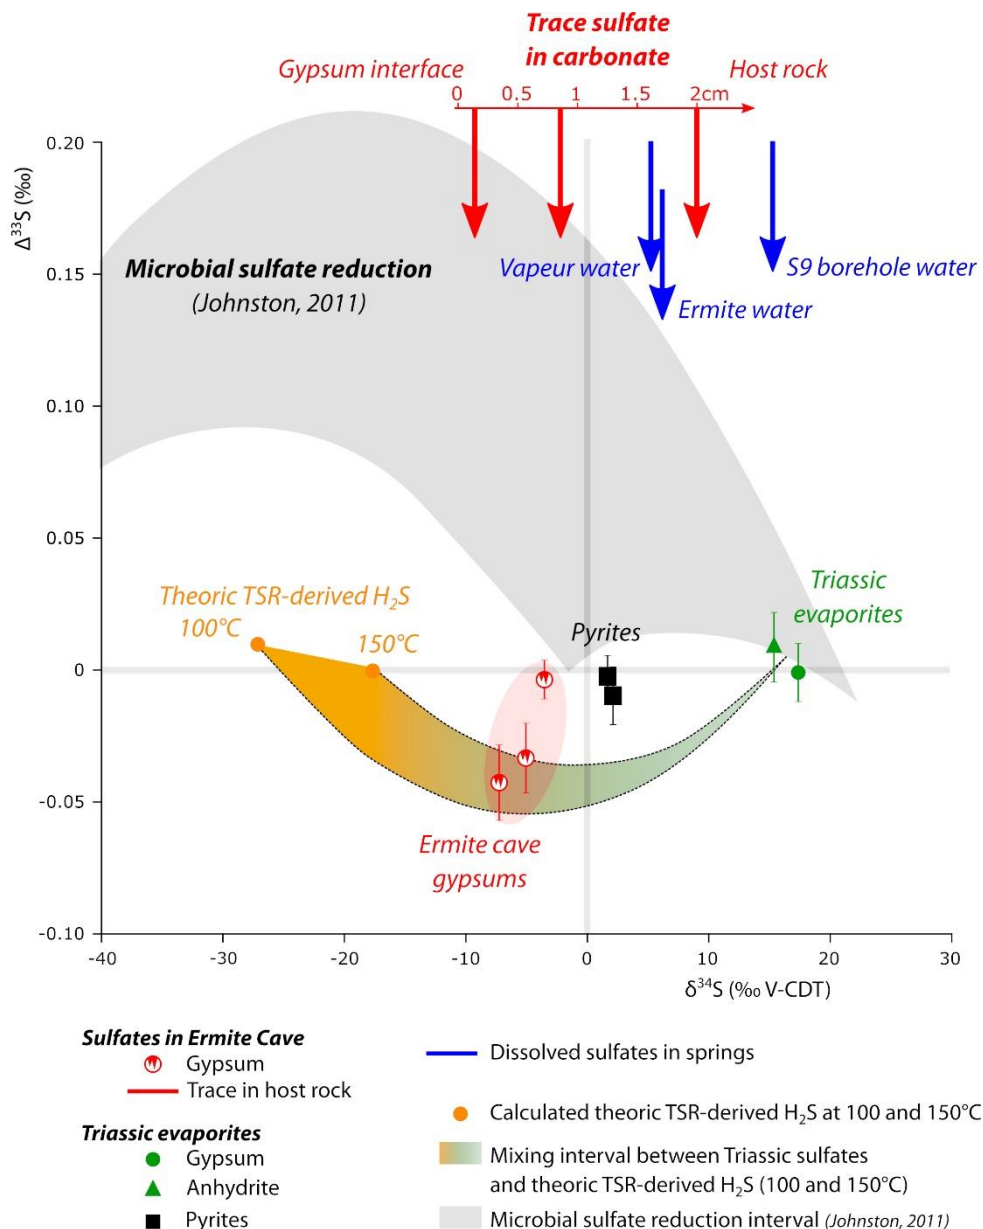 Trace sulfate
in carbonate
Gypsum interface
Host rock
0 0.5 1 1.5 2cm
0.20
Δ³³S (‰)
Microbial sulfate reduction
(Johnston, 2011)
Vapeur water
S9 borehole water
0.15
Ermite water
0.10
0.05
Theoric TSR-derived H₂S
100°C
150°C
Pyrites
Triassic
evaporites
0
-0.05
Ermite cave
gypsums
-0.10
-40 -30 -20 -10 0 10 20 30
δ³⁴S (‰ V-CDT)
Sulfates in Ermite Cave
Gypsum
Trace in host rock
Triassic evaporites
Gypsum
Anhydrite
Pyrites
Dissolved sulfates in springs
Calculated theoric TSR-derived H₂S at 100 and 150°C
Mixing interval between Triassic sulfates
and theoric TSR-derived H₂S (100 and 150°C)
Microbial sulfate reduction interval (Johnston, 2011)